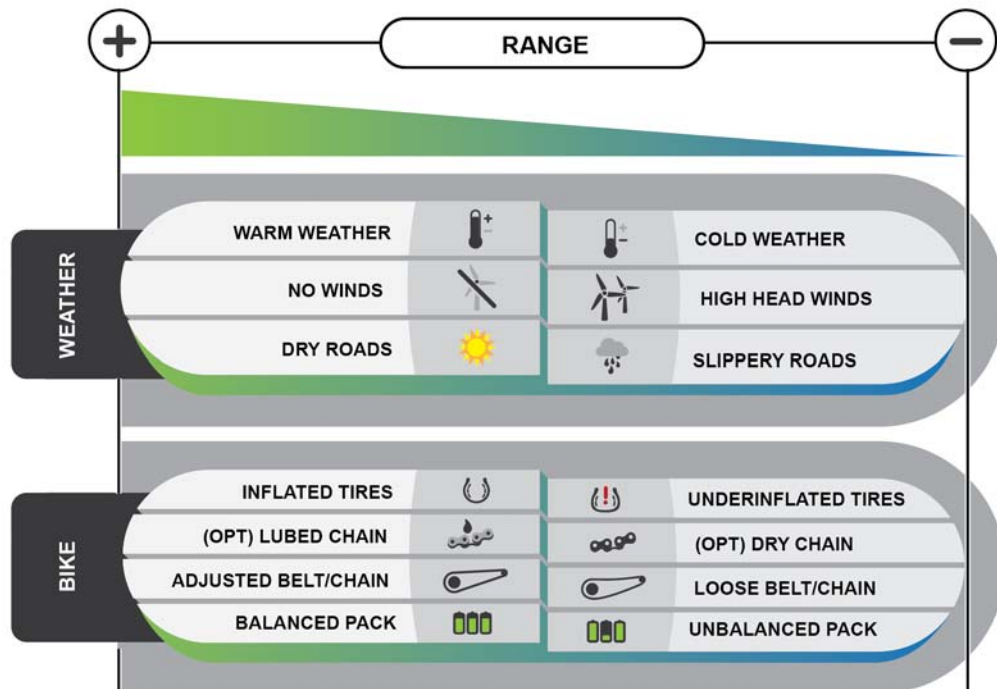 RANGE
WEATHER
WARM WEATHER
COLD WEATHER
NO WINDS
HIGH HEAD WINDS
DRY ROADS
SLIPPERY ROADS
BIKE
INFLATED TIRES
UNDERINFLATED TIRES
(OPT) LUBED CHAIN
(OPT) DRY CHAIN
ADJUSTED BELT/CHAIN
LOOSE BELT/CHAIN
BALANCED PACK
UNBALANCED PACK